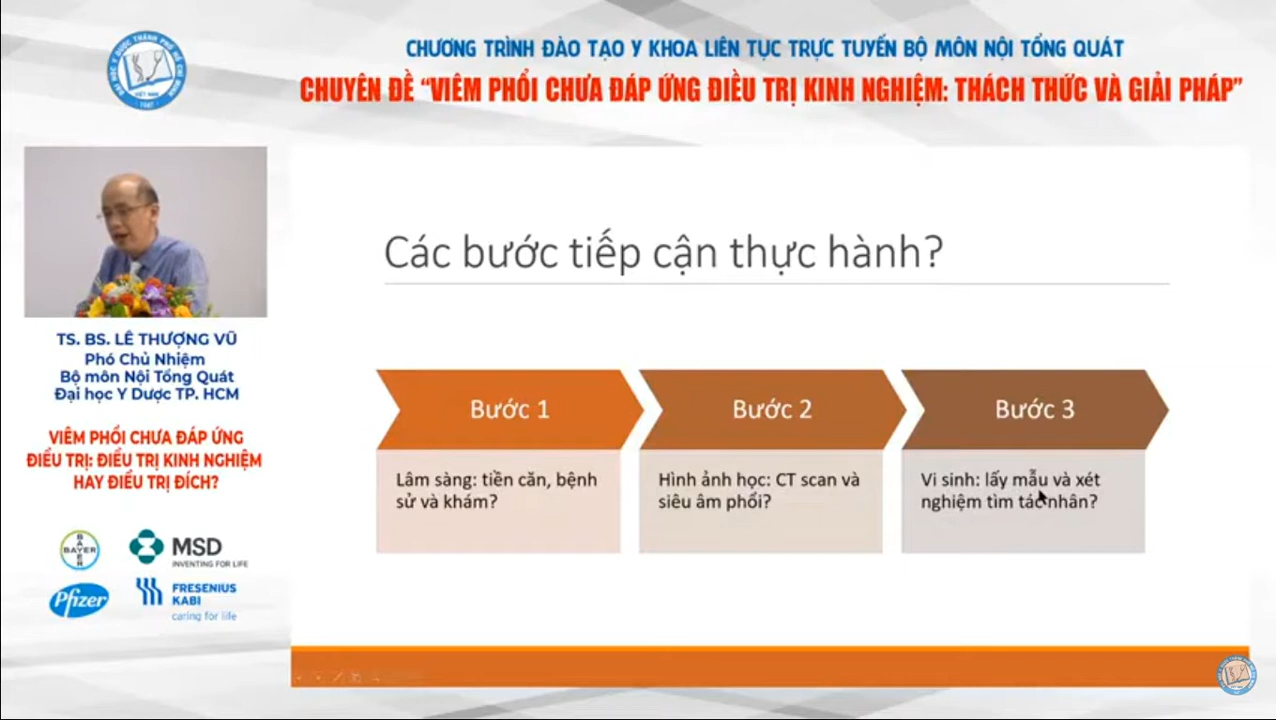 CHƯƠNG TRÌNH ĐÀO TẠO Y KHOA LIÊN TỤC TRỰC TUYẾN BỘ MÔN NỘI TỔNG QUÁT
CHUYÊN ĐỀ “VIÊM PHỔI CHƯA ĐÁP ỨNG ĐIỀU TRỊ KINH NGHIỆM: THÁCH THỨC VÀ GIẢI PHÁP”
Các bước tiếp cận thực hành?
Bước 1
Lâm sàng: tiền căn, bệnh
sử và khám?
Bước 2
Hình ảnh học: CT scan và
siêu âm phổi?
Bước 3
Vi sinh: lấy mẫu và xét
nghiệm tìm tác nhân?
TS. BS. LÊ THƯỢNG VŨ
Phó Chủ Nhiệm
Bộ môn Nội Tổng Quát
Đại học Y Dược TP. HCM
VIÊM PHỔI CHƯA ĐÁP ỨNG
ĐIỀU TRỊ: ĐIỀU TRỊ KINH NGHIỆM
HAY ĐIỀU TRỊ ĐÍCH?
BAYER
MSD
INVENTING FOR LIFE
Pfizer
FRESENIUS
KABI
caring for life